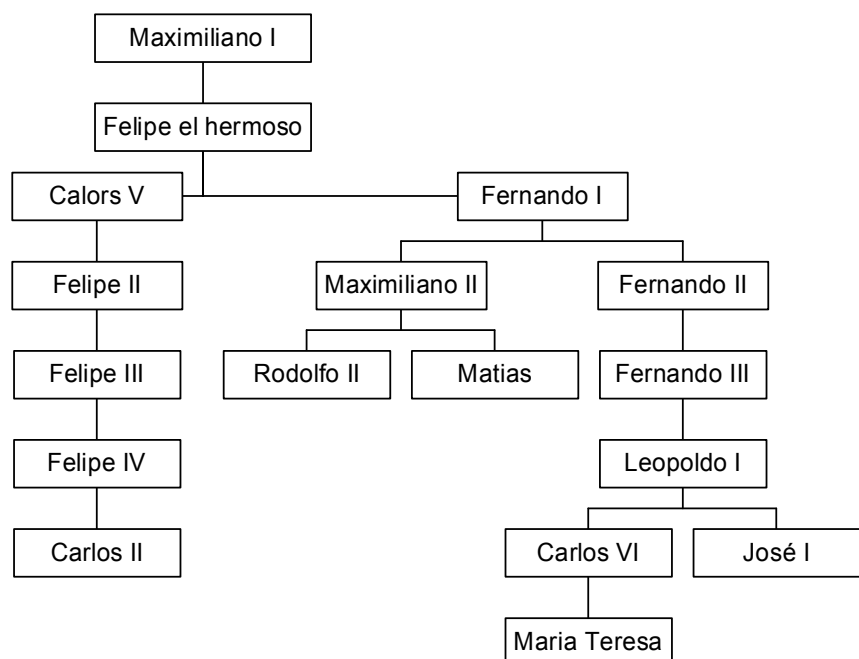 Maximiliano I
Felipe el hermoso
Calors V
Fernando I
Felipe II
Maximiliano II
Fernando II
Felipe III
Rodolfo II
Matias
Fernando III
Felipe IV
Leopoldo I
Carlos II
Carlos VI
José I
Maria Teresa